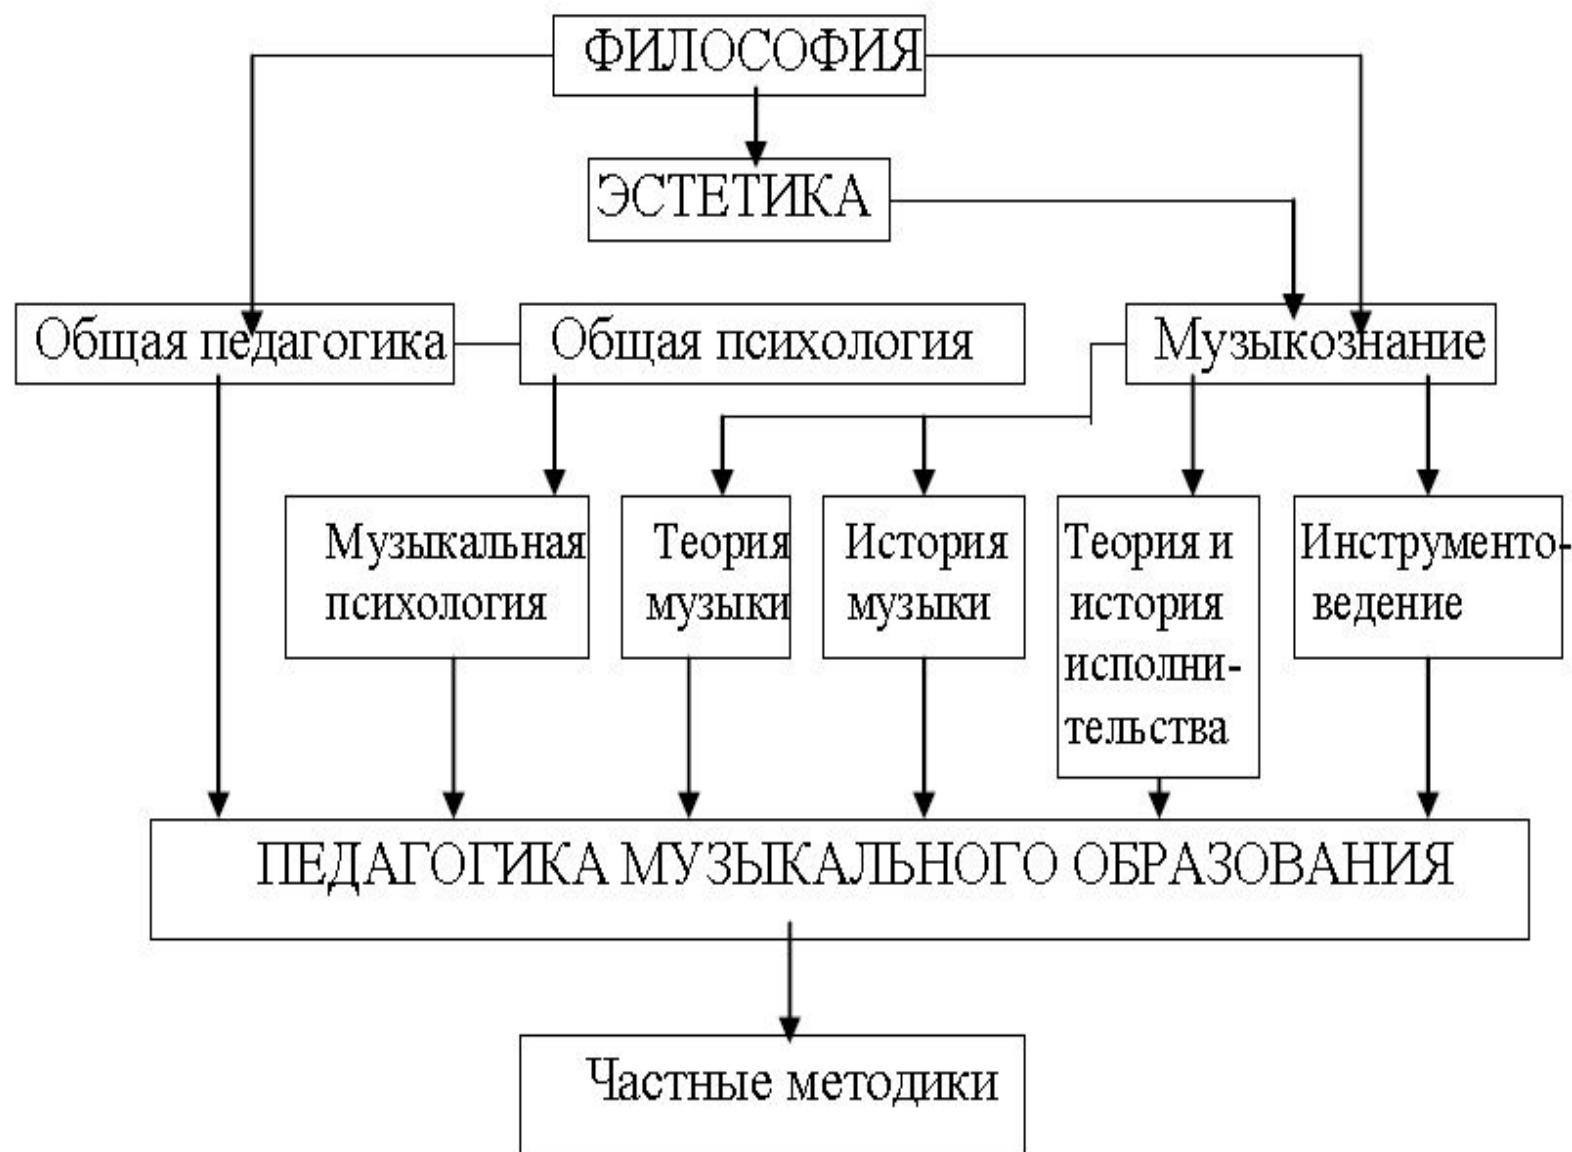 ФИЛОСОФИЯ
ЭСТЕТИКА
Общая педагогика
Общая психология
Музыкознание
Музыкальная
психология
Теория
музыки
История
музыки
Теория и
история
исполни-
тельства
Инструменто-
ведение
ПЕДАГОГИКА МУЗЫКАЛЬНОГО ОБРАЗОВАНИЯ
Частные методики